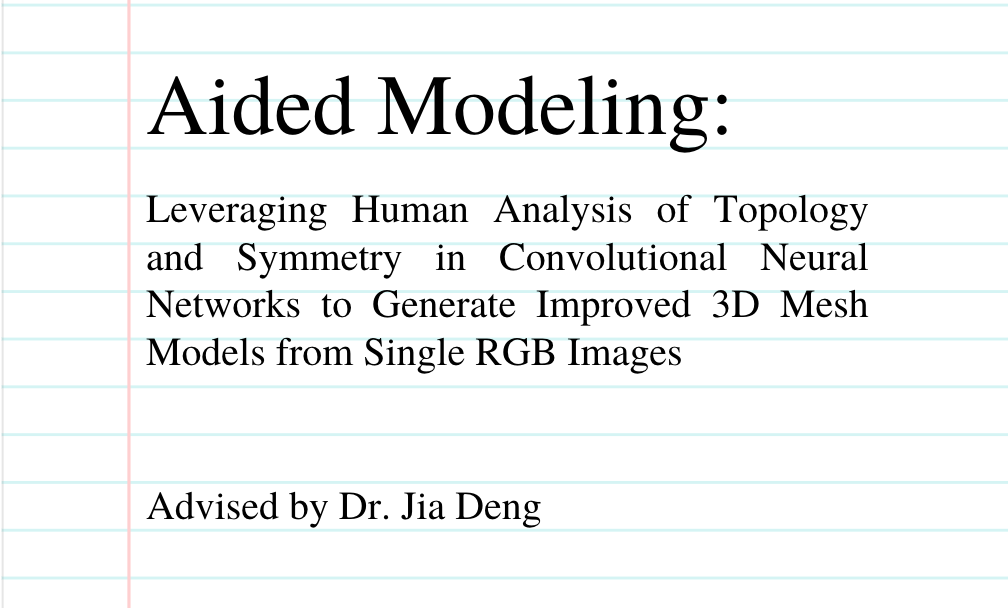 Aided Modeling:
Leveraging Human Analysis of Topology
and Symmetry in Convolutional Neural
Networks to Generate Improved 3D Mesh
Models from Single RGB Images
Advised by Dr. Jia Deng